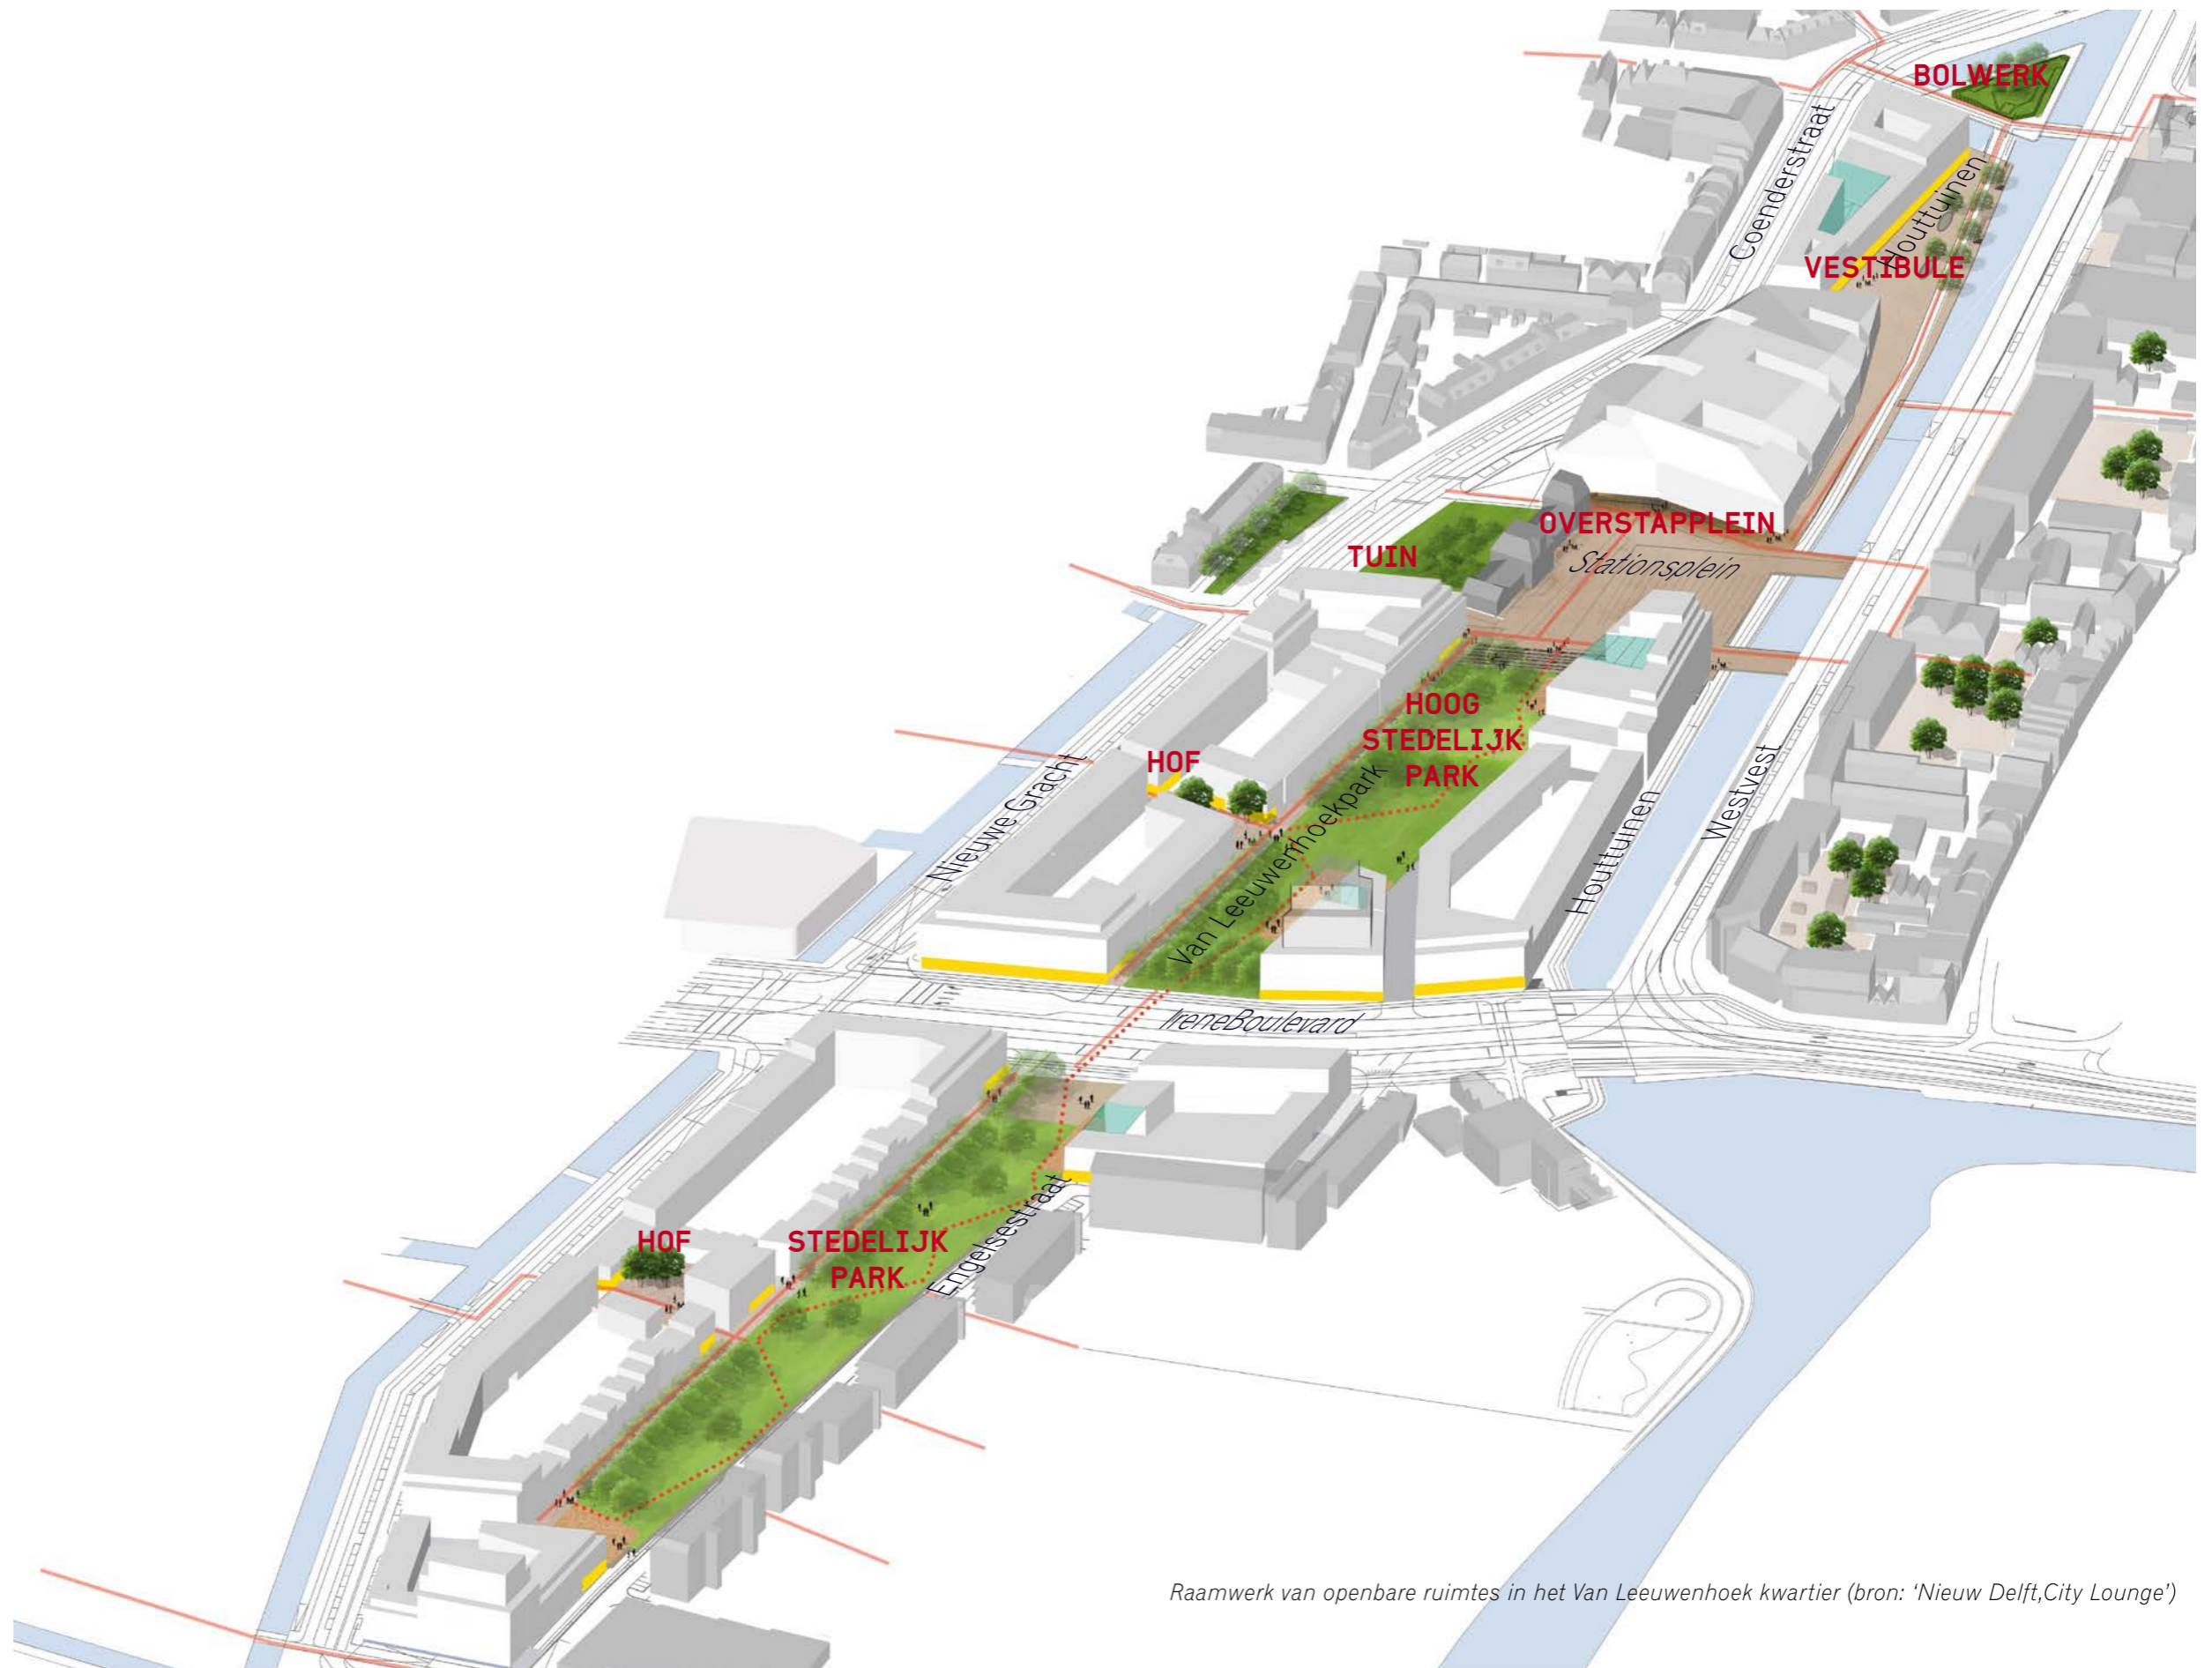 BOLWERK
Coenderstraat
Houttuinen
VESTIBULE
OVERSTAPPLEIN
TUIN
Stationsplein
HOOG
STEDELIJK
PARK
HOF
Nieuwe Gracht
Van Leeuwenhoekpark
Houttuinen
Westvest
IreneBoulevard
HOF
STEDELIJK
PARK
Engelsestraat
Raamwerk van openbare ruimtes in het Van Leeuwenhoek kwartier (bron: ‘Nieuw Delft,City Lounge’)